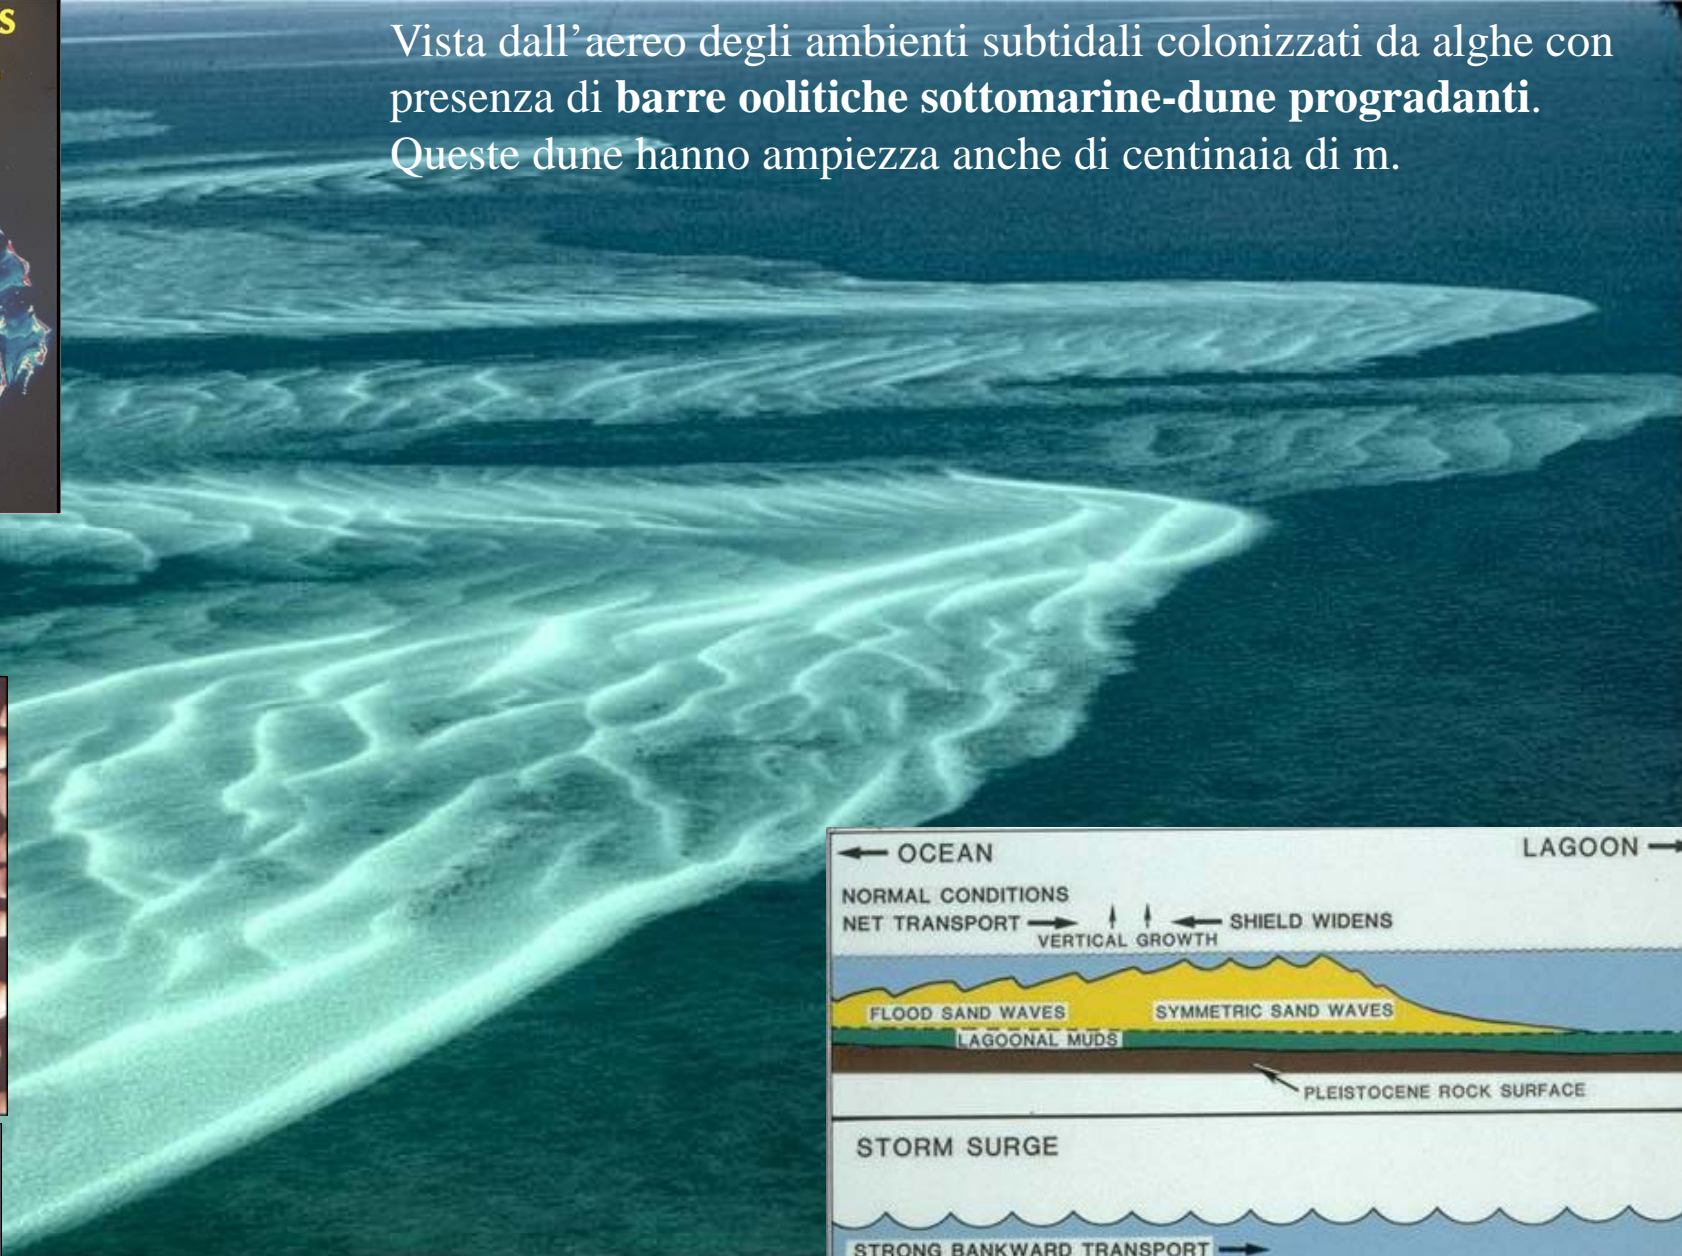 S
Vista dall’aereo degli ambienti subtidali colonizzati da alghe con
presenza di barre oolitiche sottomarine-dune progradanti.
Queste dune hanno ampiezza anche di centinaia di m.
OCEAN
LAGOON
NORMAL CONDITIONS
NET TRANSPORT
SHIELD WIDENS
VERTICAL GROWTH
FLOOD SAND WAVES
SYMMETRIC SAND WAVES
LAGOONAL MUDS
PLEISTOCENE ROCK SURFACE
STORM SURGE
STRONG BANKWARD TRANSPORT